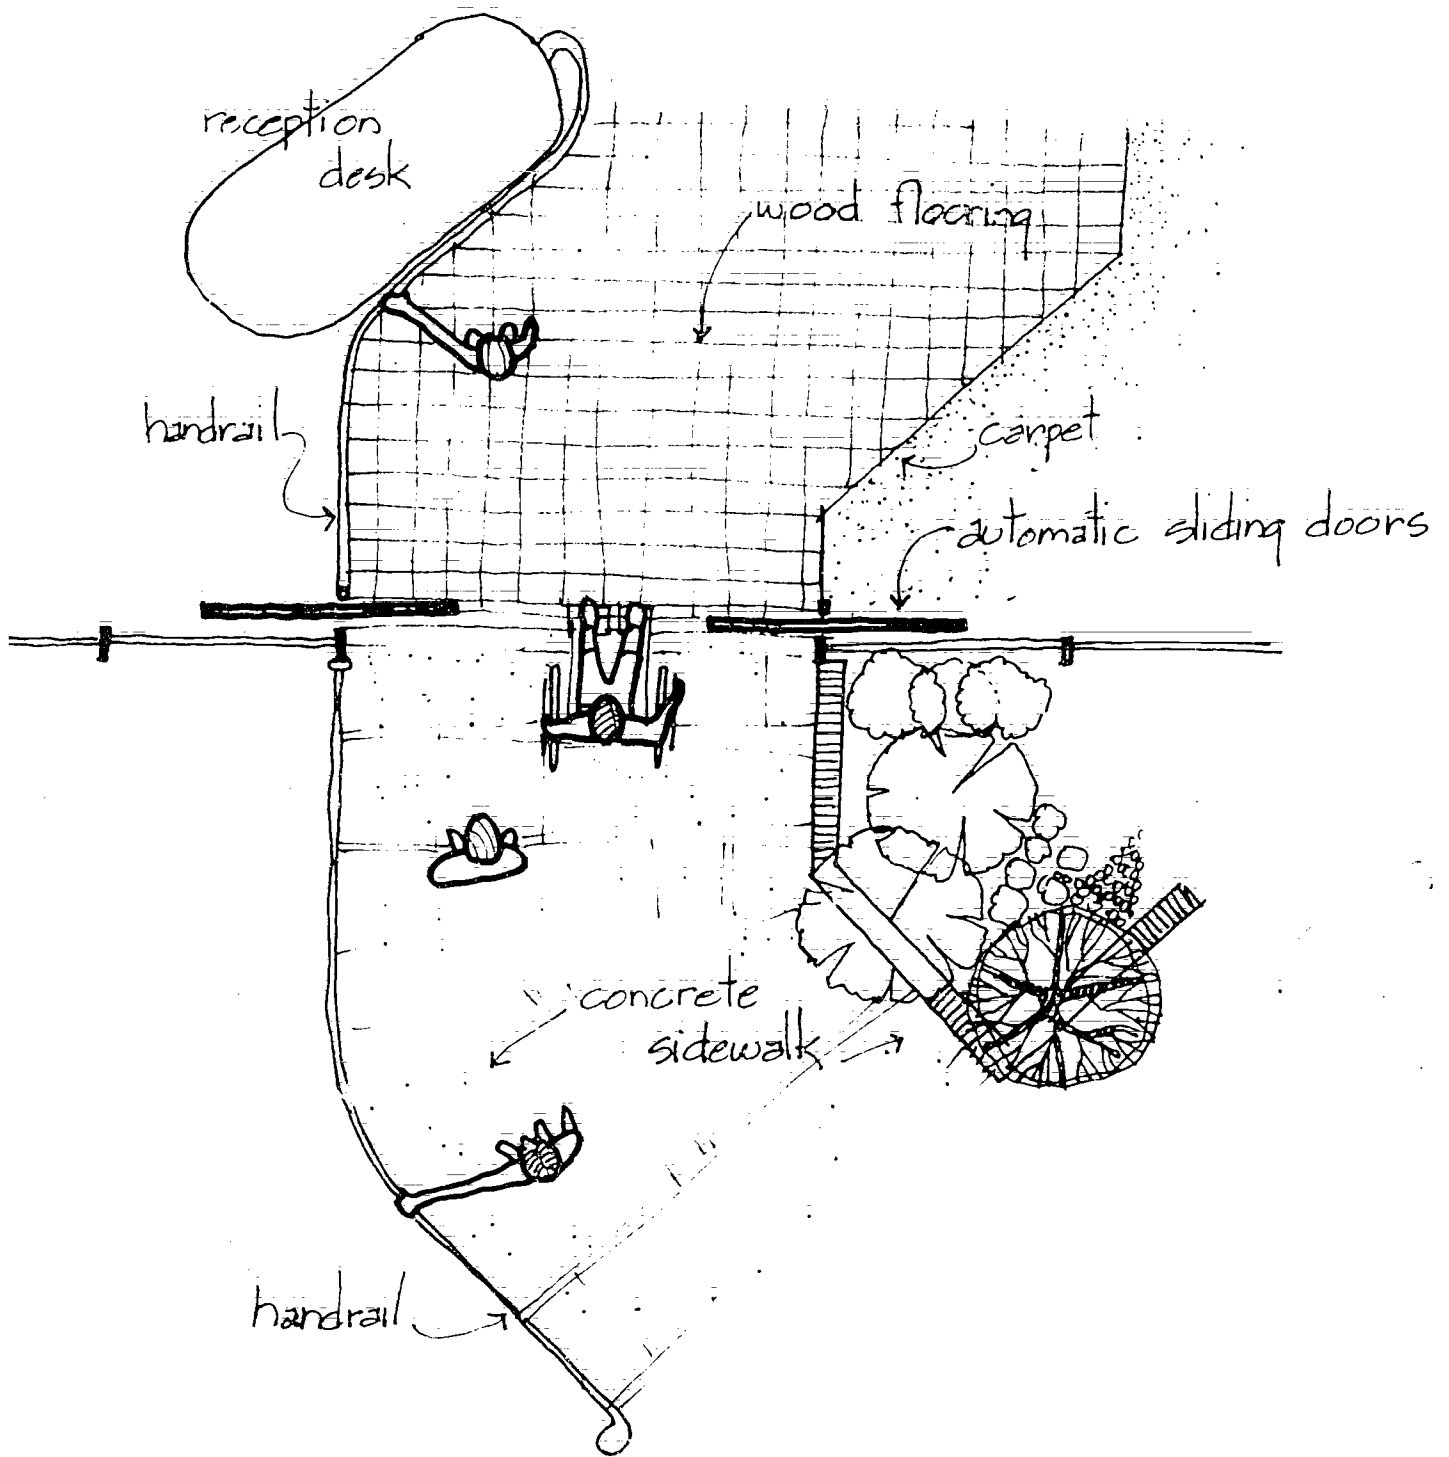 reception
desk
wood flooring
handrail
carpet
automatic sliding doors
concrete
sidewalk
handrail